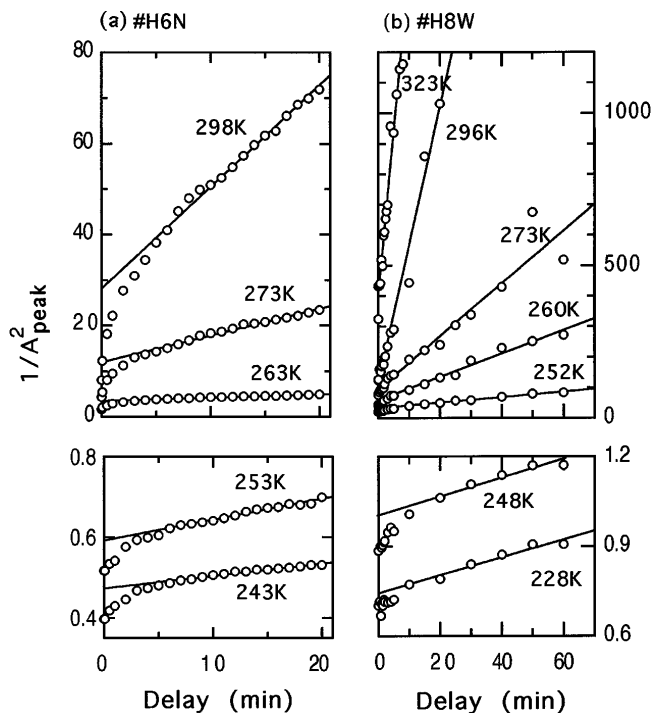 (a) #H6N
(b) #H8W
80
60
40
20
0
298K
273K
263K
323K
296K
273K
260K
252K
1000
500
0
1/A²peak
0.8
0.6
0.4
253K
243K
0 10 20
Delay (min)
248K
228K
1.2
0.9
0.6
0 20 40 60
Delay (min)